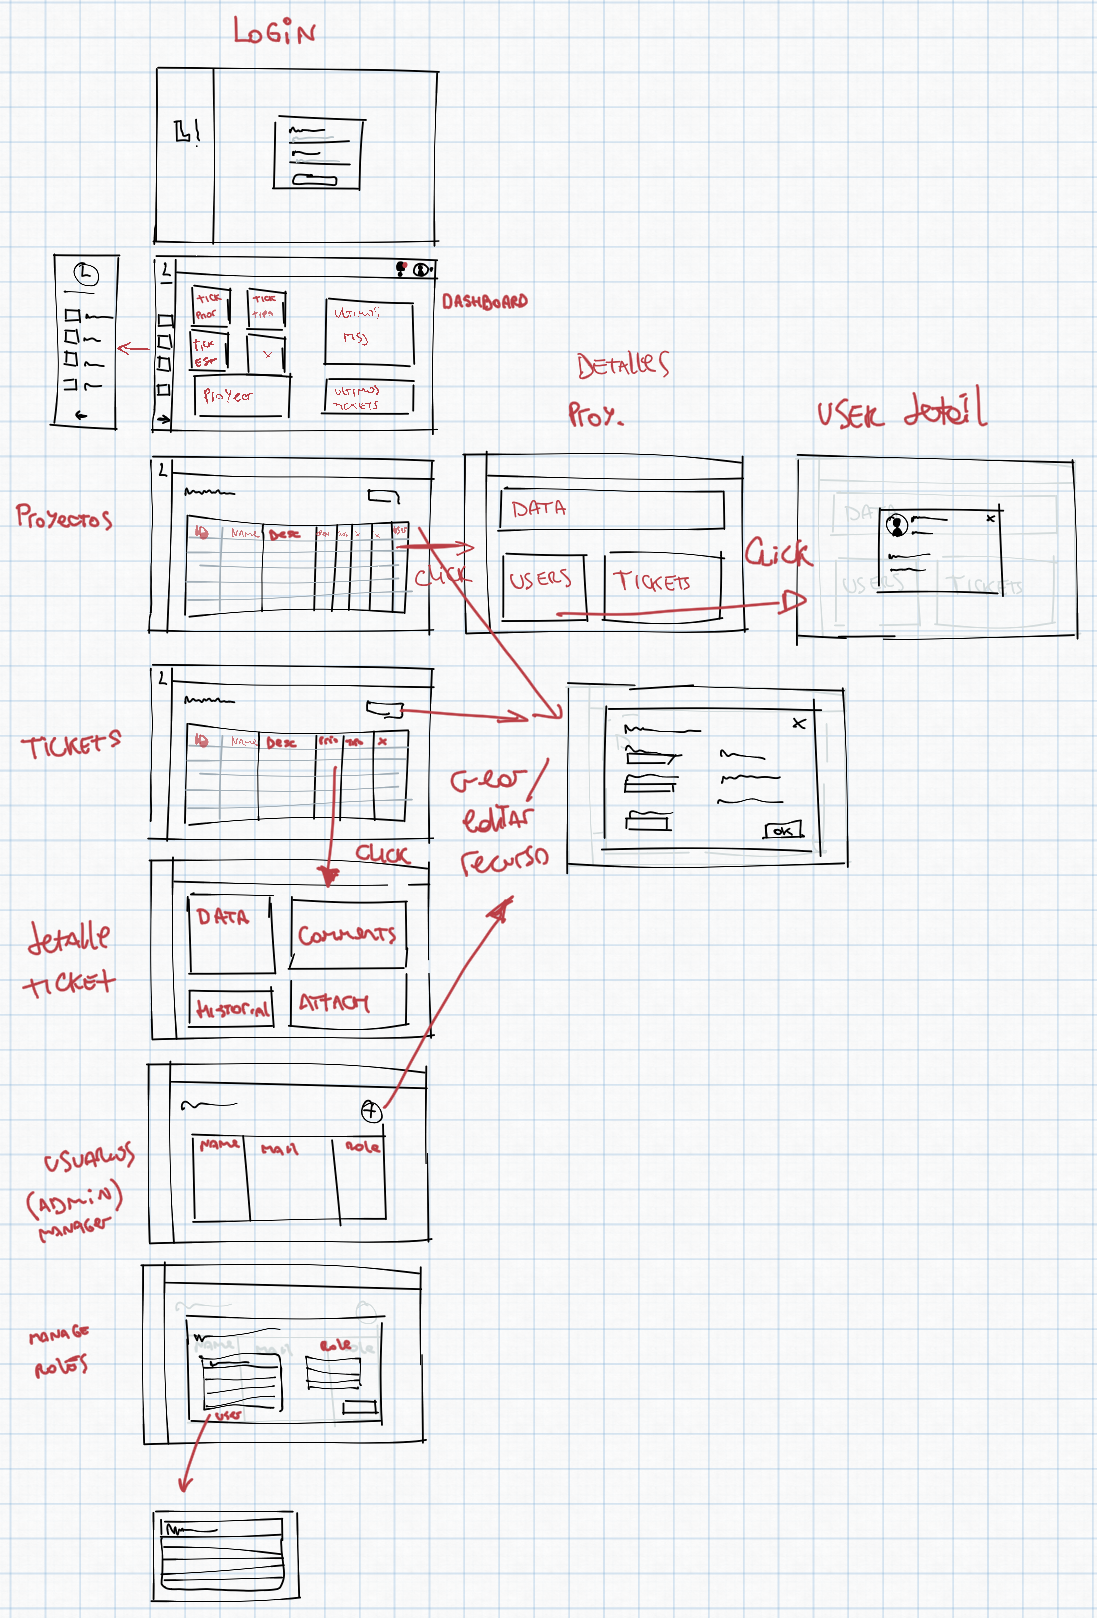 LOGIN
L!
L
L
TICK
PRIOR
TICK
TIPO
ULTIMOS
MSJ
TICK
EST
X
PROYECT
ULTIMOS
TICKETS
DASHBOARD
DETALLES
PROY.
USER detail
L
PROYECTOS
ID
NAME
Desc
x
x
CLICK
DATA
USERS
TICKETS
CLICK
DATA
USERS
TICKETS
x
L
TICKETS
ID
NAME
Desc
PRIO
x
CLICK
Crear
editar
recurso
x
OK
detalle
TICKET
DATA
Comments
Historial
ATTACH
USUARIOS
(ADMIN)
MANAGER
+
NAME
MAIL
ROLE
MANAGE
ROLES
NAME
Mail
Role
Role
USER